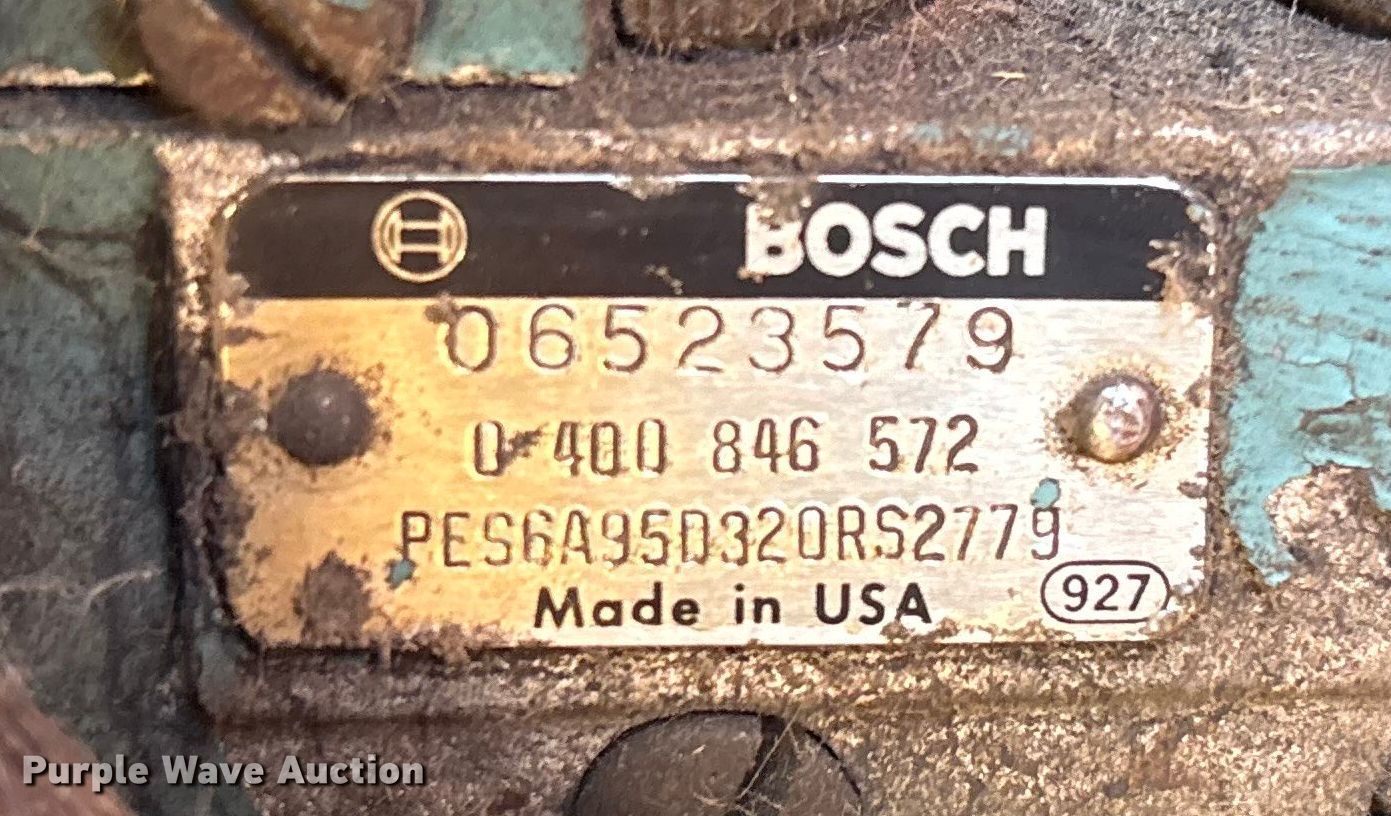 BOSCH
06523579
0 400 846 572
PES6A95D320RS2779
Made in USA 927
Purple Wave Auction